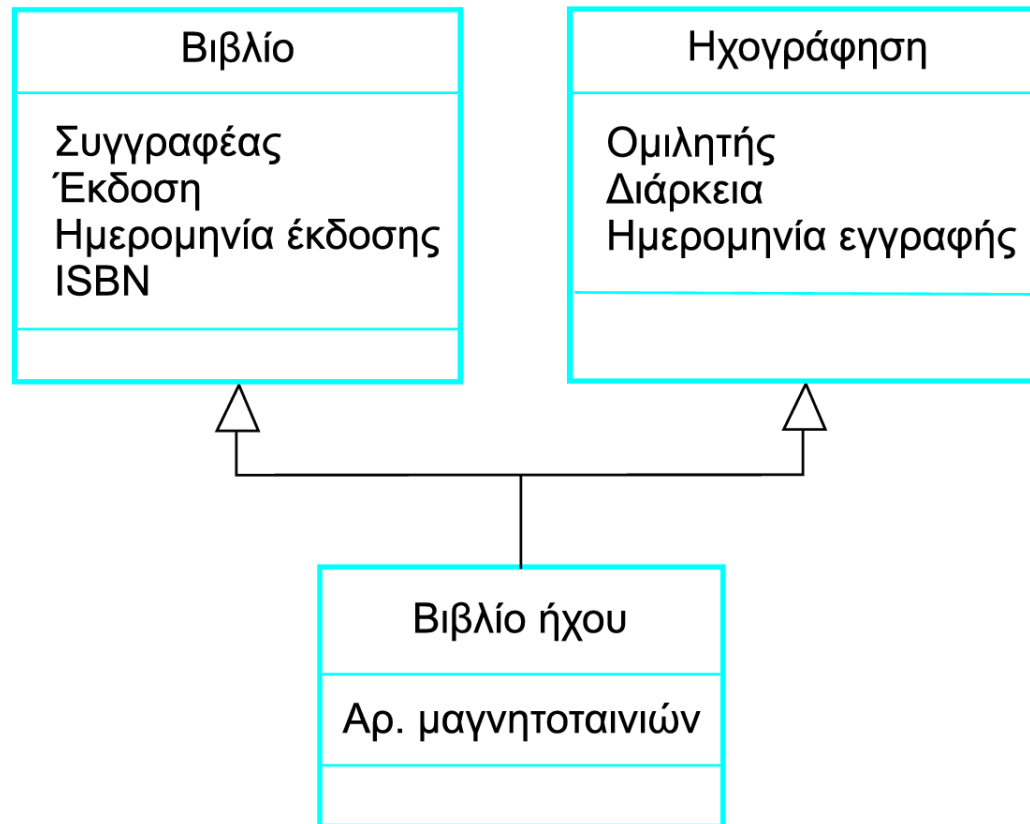 Βιβλίο
Συγγραφέας
Έκδοση
Ημερομηνία έκδοσης
ISBN
Ηχογράφηση
Ομιλητής
Διάρκεια
Ημερομηνία εγγραφής
Βιβλίο ήχου
Αρ. μαγνητοταινιών